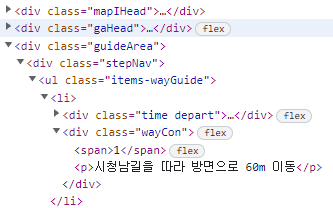 ▶<div class="mapIHead">…</div>
▶<div class="gaHead">…</div> flex
▼<div class="guideArea">
▼<div class="stepNav">
▼<ul class="items-wayGuide">
▼<li>
▶<div class="time depart">…</div> flex
▼<div class="wayCon"> flex
<span>1</span> flex
<p>시청남길을 따라 방면으로 60m 이동</p>
</div>
</li>